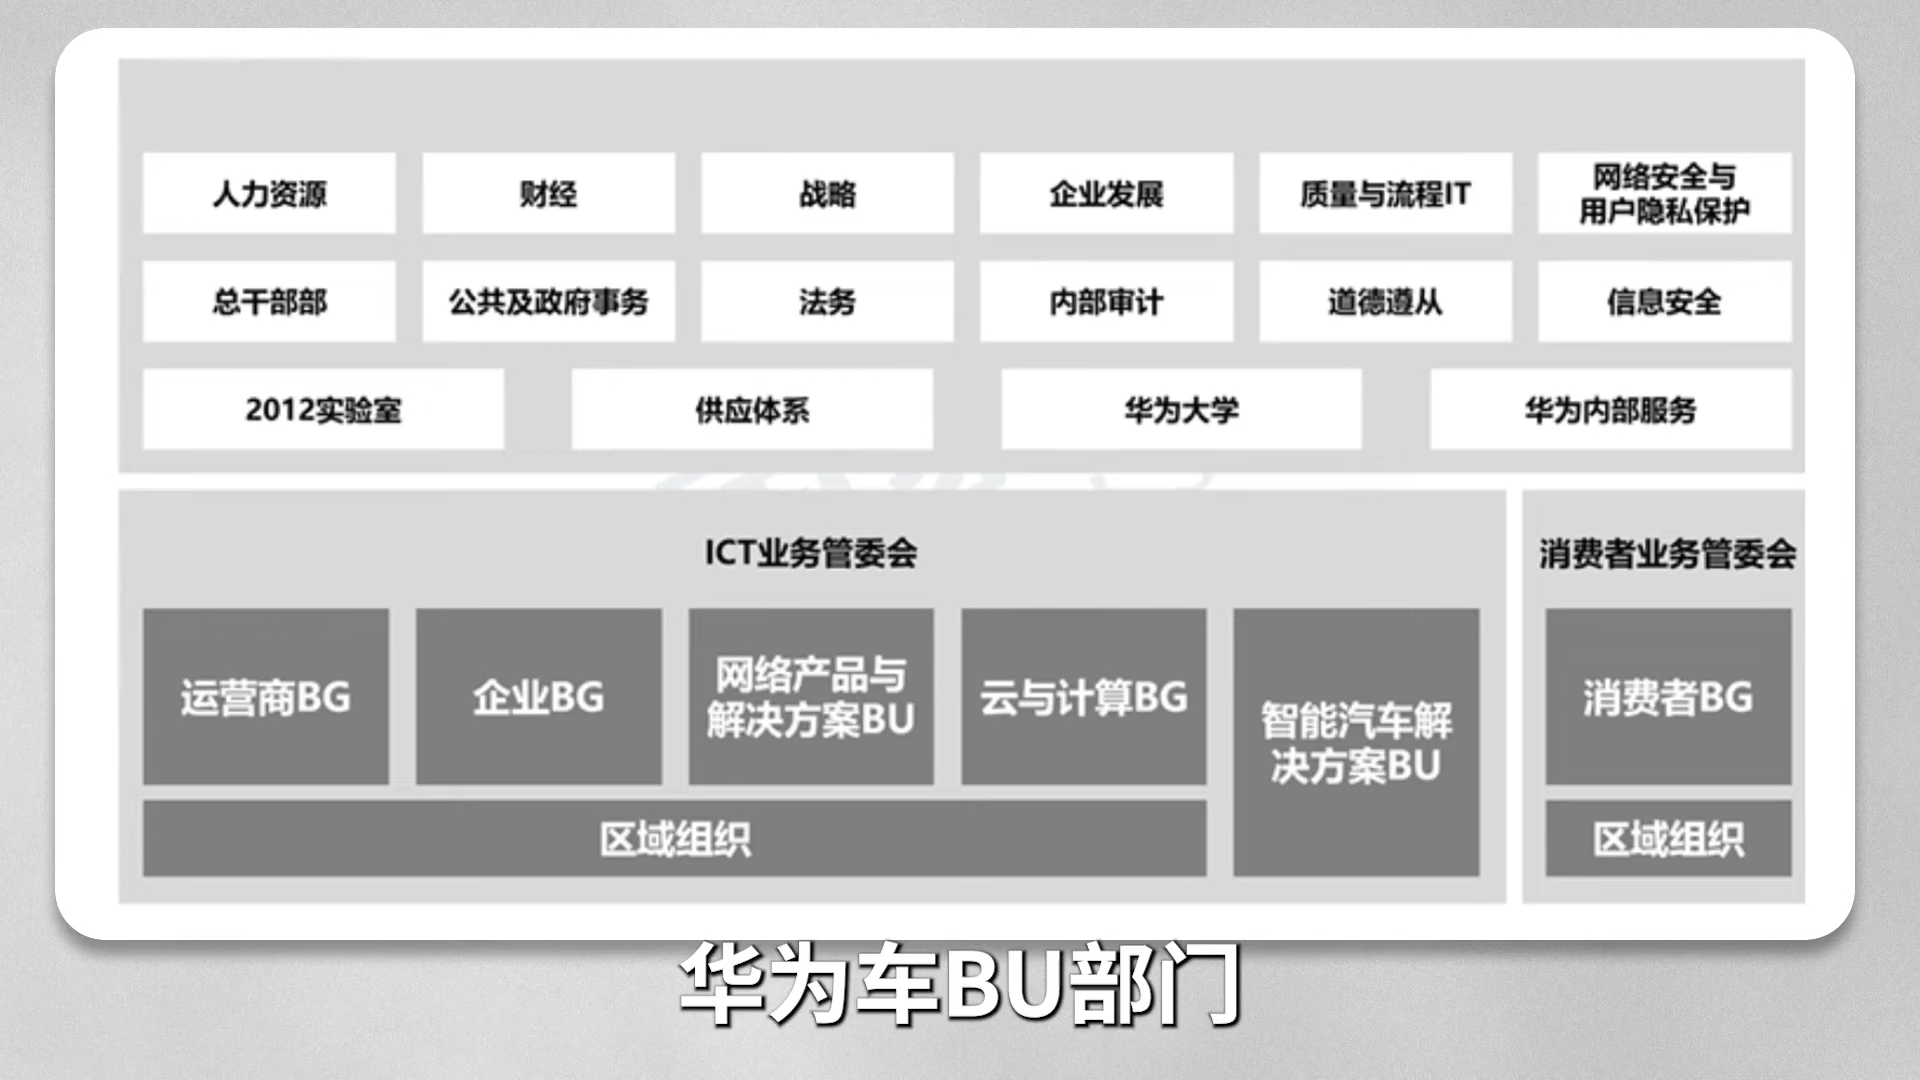 人力资源
财经
战略
企业发展
质量与流程IT
网络安全与
用户隐私保护
总干部部
公共及政府事务
法务
内部审计
道德遵从
信息安全
2012实验室
供应体系
华为大学
华为内部服务
ICT业务管委会
消费者业务管委会
运营商BG
企业BG
网络产品与
解决方案BU
云与计算BG
智能汽车解
决方案BU
消费者BG
区域组织
区域组织
华为车BU部门